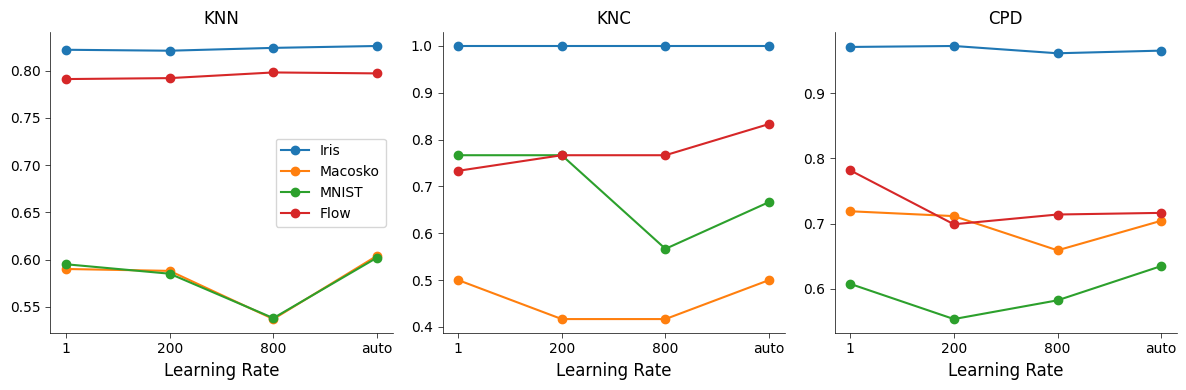 KNN
0.80
0.75
0.70
0.65
0.60
0.55
1 200 800 auto
Learning Rate
Iris
Macosko
MNIST
Flow
KNC
1.0
0.9
0.8
0.7
0.6
0.5
0.4
1 200 800 auto
Learning Rate
CPD
0.9
0.8
0.7
0.6
1 200 800 auto
Learning Rate